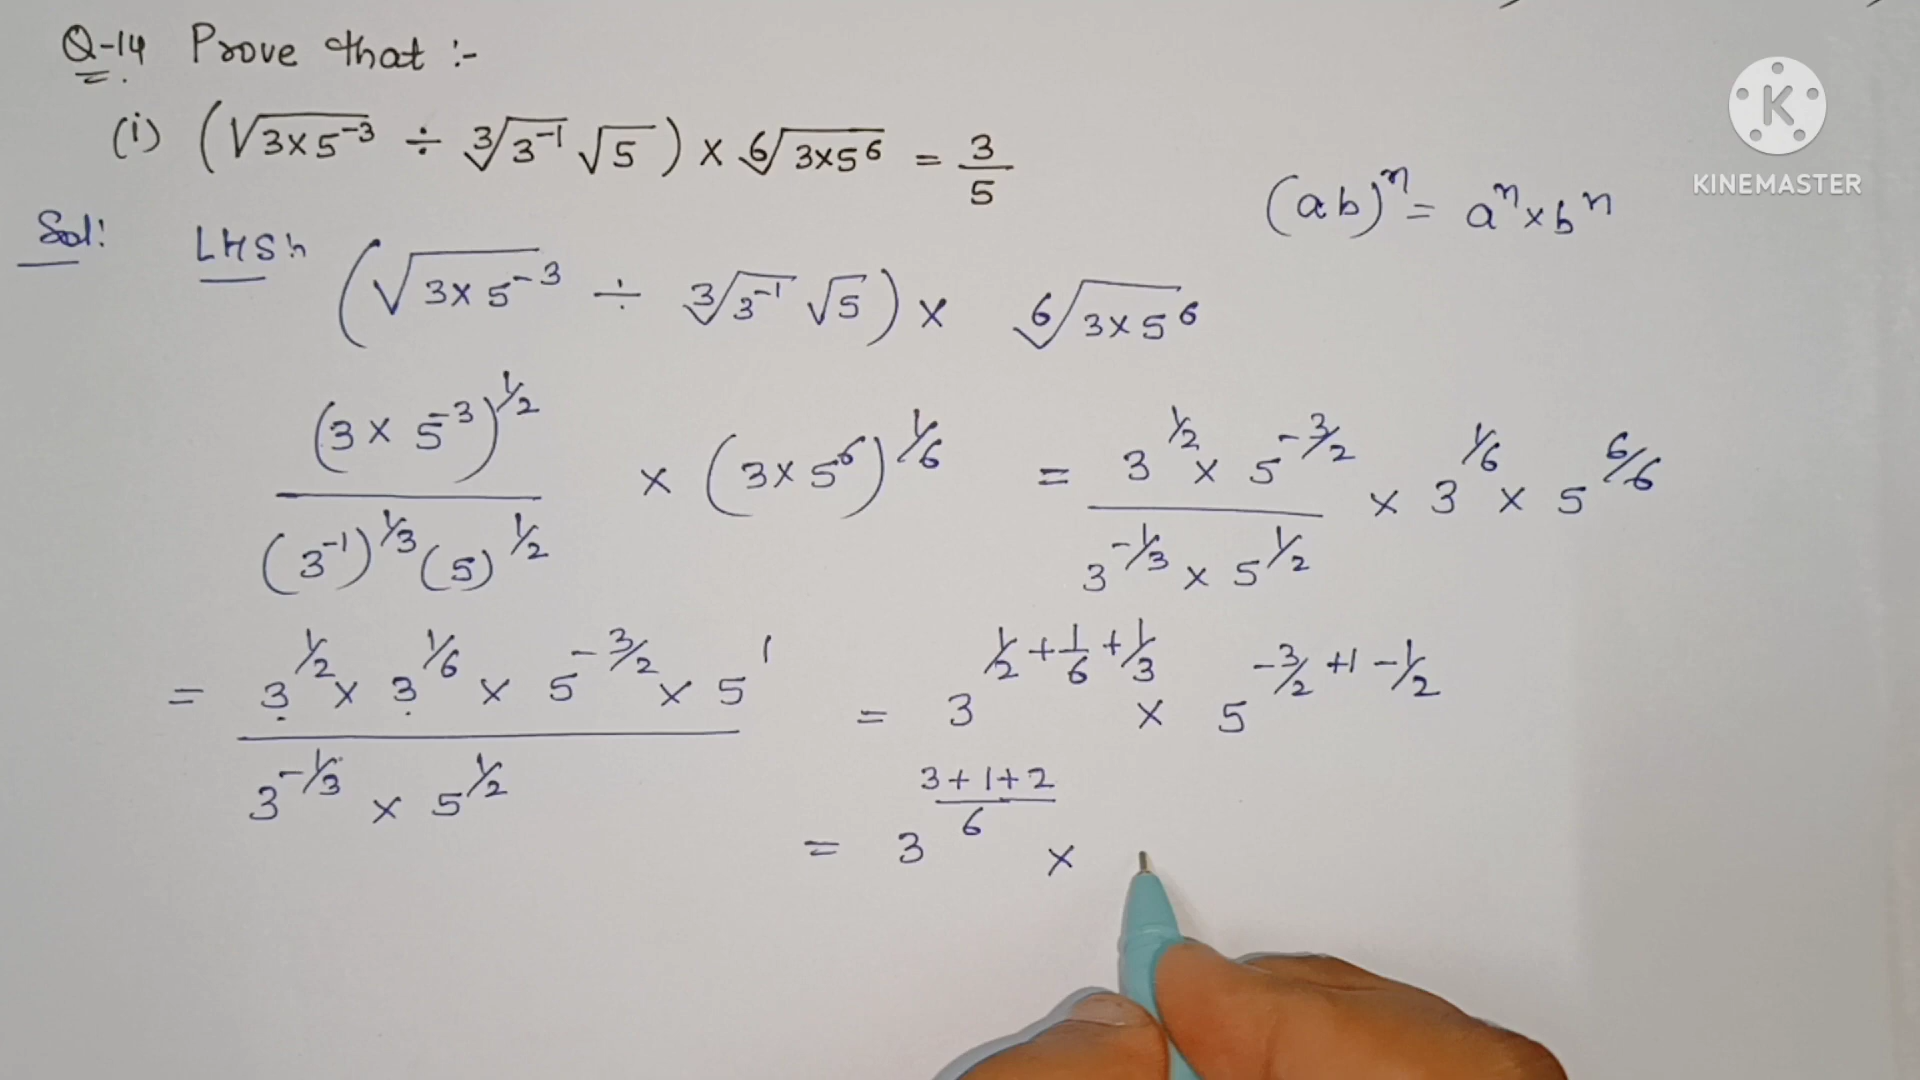 Q-14 Prove that :-
(i) (√3×5⁻³ ÷ ∛3⁻¹ √5) × ⁶√3×5⁶ = 3/5
K
KINEMASTER
(ab)ⁿ = aⁿ × bⁿ
Sol:
LHS:- (√3×5⁻³ ÷ ∛3⁻¹ √5) × ⁶√3×5⁶
(3 × 5⁻³)^1/2 / (3⁻¹)^1/3 (5)^1/2 × (3×5⁶)^1/6 = 3^1/2 × 5^-3/2 / 3^-1/3 × 5^1/2 × 3^1/6 × 5^6/6
= 3^1/2 × 3^1/6 × 5^-3/2 × 5^1 / 3^-1/3 × 5^1/2 = 3^1/2+1/6+1/3 × 5^-3/2+1-1/2
= 3^3+1+2/6 ×